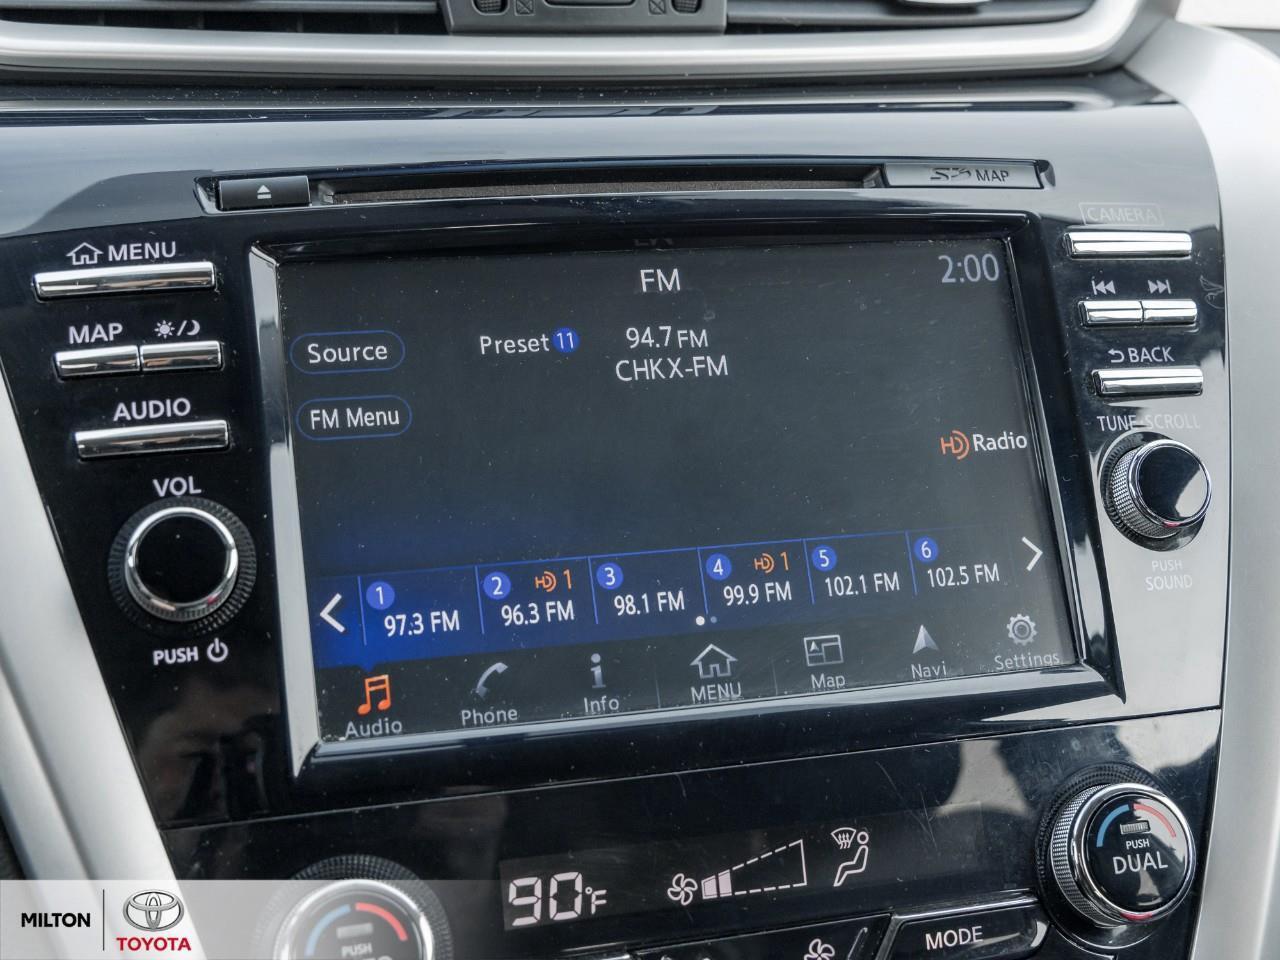 MAP
CAMERA
MENU
FM
2:00
MAP
Source
Preset 11
94.7 FM
CHKX-FM
BACK
AUDIO
FM Menu
TUNE·SCROLL
HD Radio
VOL
1
97.3 FM
2
HD 1
96.3 FM
3
98.1 FM
4
HD 1
99.9 FM
5
102.1 FM
6
102.5 FM
PUSH
SOUND
PUSH
Audio
Phone
Info
MENU
Map
Navi
Settings
90°F
PUSH
DUAL
PUSH
MODE
MILTON
TOYOTA